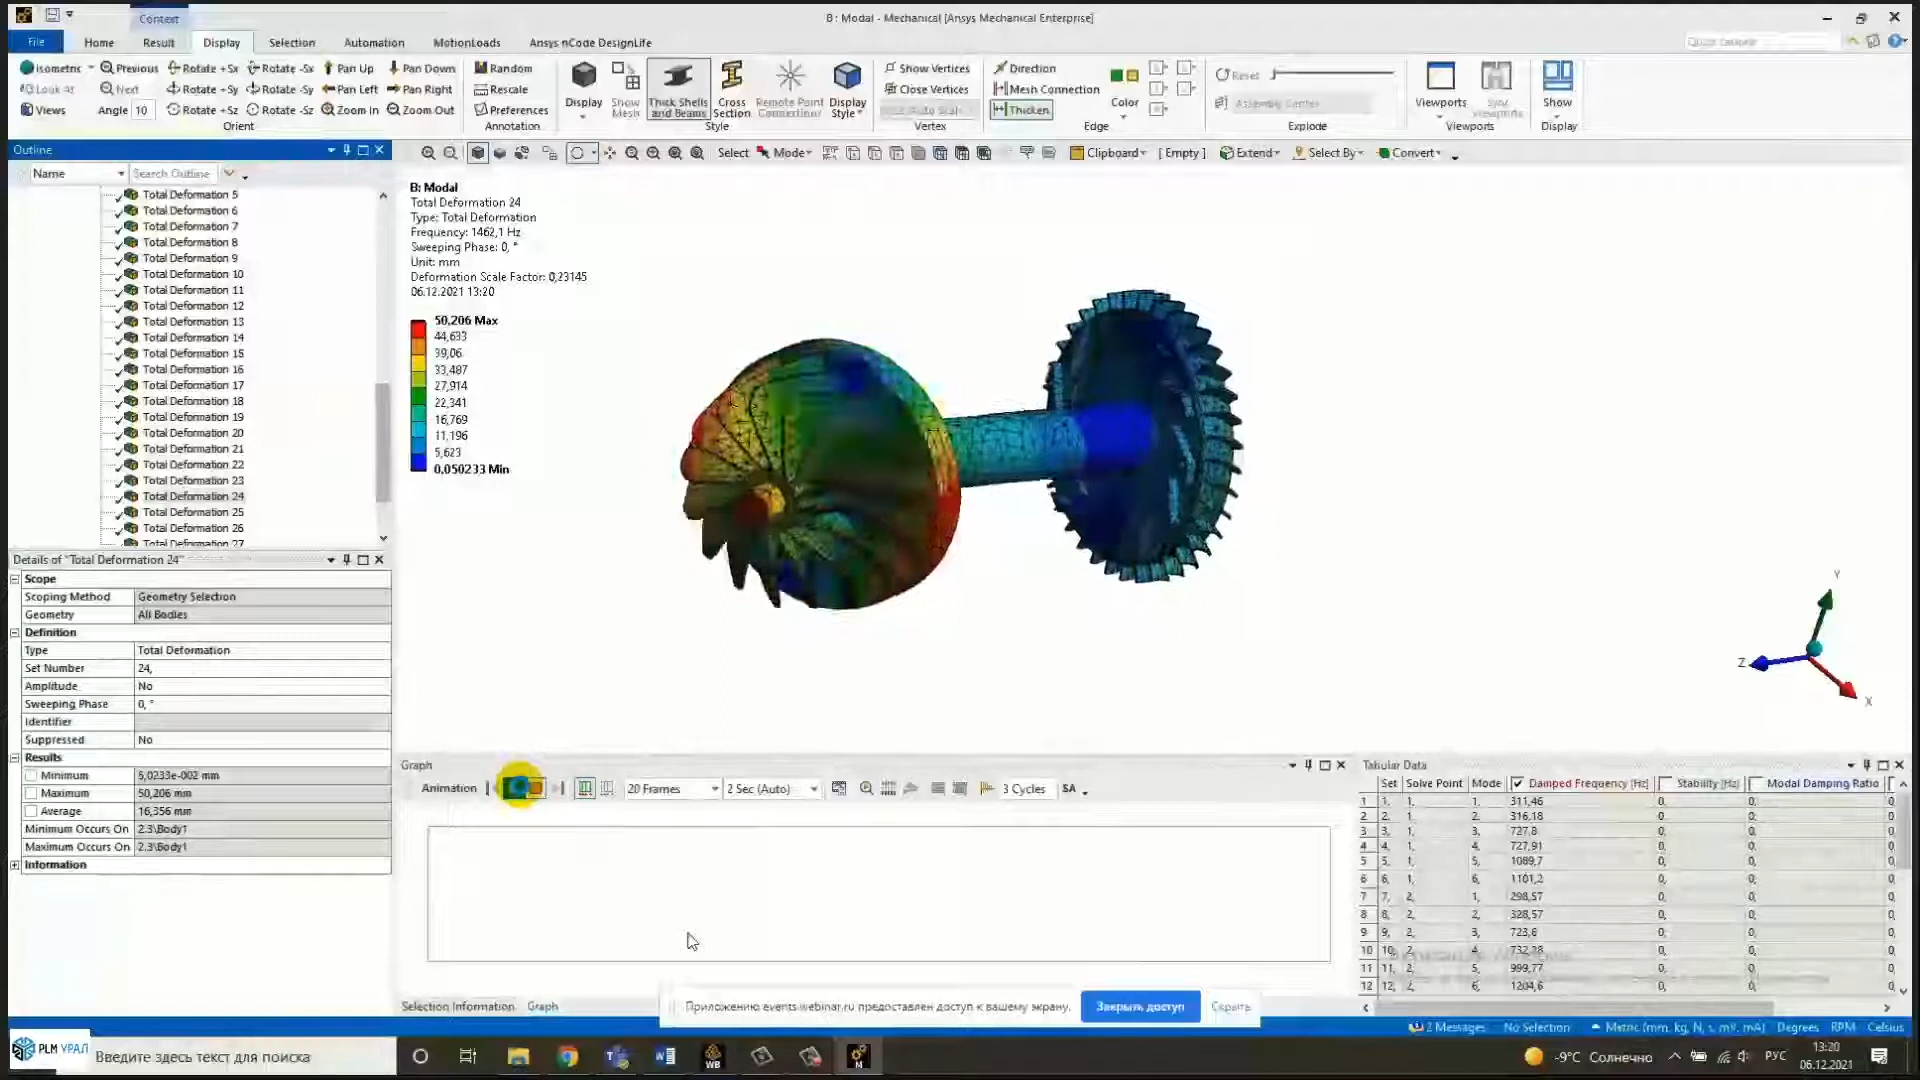 Context
B : Modal - Mechanical [Ansys Mechanical Enterprise]
File Home Result Display Selection Automation MotionLoads Ansys nCode DesignLife
Isometric Previous Rotate +Sx Rotate -Sx Pan Up Pan Down Random
Look At Next Rotate +Sy Rotate -Sy Pan Left Pan Right Rescale
Views Angle 10 Rotate +Sz Rotate -Sz Zoom In Zoom Out Preferences
Orient Annotation
Display Show Mesh Thick Shells and Beams Cross Section Remote Point Connections Display Style
Style
Show Vertices
Close Vertices
Auto Scale
Vertex
Direction
Mesh Connection
Thicken
Color
Edge
Reset
Assembly Center
Explode
Viewports Sync Viewports
Viewports
Show
Display
Outline
Name Search Outline
Select Mode Clipboard [ Empty ] Extend Select By Convert
Total Deformation 5
Total Deformation 6
Total Deformation 7
Total Deformation 8
Total Deformation 9
Total Deformation 10
Total Deformation 11
Total Deformation 12
Total Deformation 13
Total Deformation 14
Total Deformation 15
Total Deformation 16
Total Deformation 17
Total Deformation 18
Total Deformation 19
Total Deformation 20
Total Deformation 21
Total Deformation 22
Total Deformation 23
Total Deformation 24
Total Deformation 25
Total Deformation 26
Total Deformation 27
Details of "Total Deformation 24"
Scope
Scoping Method Geometry Selection
Geometry All Bodies
Definition
Type Total Deformation
Set Number 24,
Amplitude No
Sweeping Phase 0, °
Identifier
Suppressed No
Results
Minimum 5,0233e-002 mm
Maximum 50,206 mm
Average 16,356 mm
Minimum Occurs On 2.3\Body1
Maximum Occurs On 2.3\Body1
Information
B: Modal
Total Deformation 24
Type: Total Deformation
Frequency: 1462,1 Hz
Sweeping Phase: 0, °
Unit: mm
Deformation Scale Factor: 0,23145
06.12.2021 13:20
50,206 Max
44,633
39,06
33,487
27,914
22,341
16,769
11,196
5,623
0,050233 Min
Y
Z
X
Graph
Animation 20 Frames 2 Sec (Auto) 3 Cycles SA
Selection Information Graph
Tabular Data
Set Solve Point Mode Damped Frequency [Hz] Stability [Hz] Modal Damping Ratio
1 1, 1, 1, 311,46 0, 0, 0,
2 2, 1, 2, 316,18 0, 0, 0,
3 3, 1, 3, 727,8 0, 0, 0,
4 4, 1, 4, 727,91 0, 0, 0,
5 5, 1, 5, 1089,7 0, 0, 0,
6 6, 1, 6, 1101,2 0, 0, 0,
7 7, 2, 1, 298,57 0, 0, 0,
8 8, 2, 2, 328,57 0, 0, 0,
9 9, 2, 3, 723,6 0, 0, 0,
10 10, 2, 4, 732,28 0, 0, 0,
11 11, 2, 5, 999,77 0, 0, 0,
12 12, 2, 6, 1204,6 0, 0, 0,
Приложению events.webinar.ru предоставлен доступ к вашему экрану. Закрыть доступ Скрыть
2 Messages No Selection Metric (mm, kg, N, s, mV, mA) Degrees RPM Celsius
PLM УРАЛ Введите здесь текст для поиска
WB M
-9°C Солнечно РУС 13:20
06.12.2021